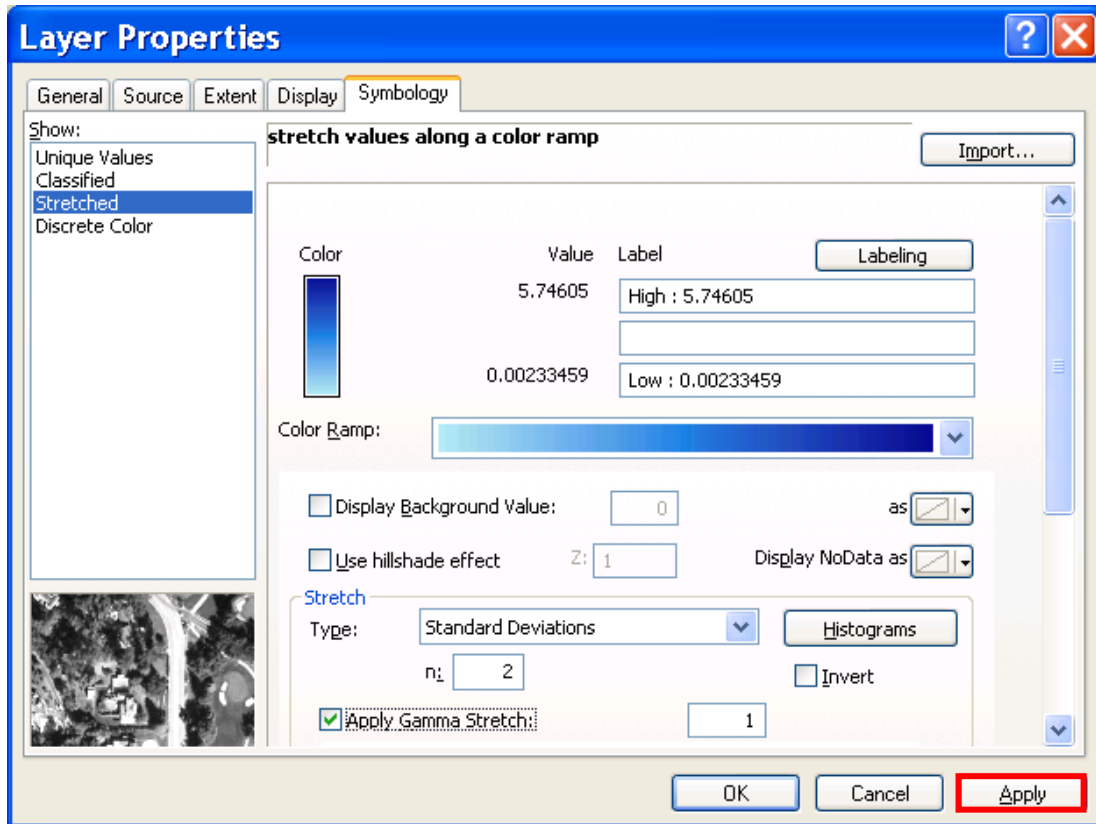 Layer Properties
General Source Extent Display Symbology
Show:
Unique Values
Classified
Stretched
Discrete Color
stretch values along a color ramp
Import...
Color Value Label Labeling
5.74605 High : 5.74605
0.00233459 Low : 0.00233459
Color Ramp:
Display Background Value: 0 as
Use hillshade effect Z: 1 Display NoData as
Stretch
Type: Standard Deviations Histograms
n: 2 Invert
Apply Gamma Stretch: 1
OK Cancel Apply